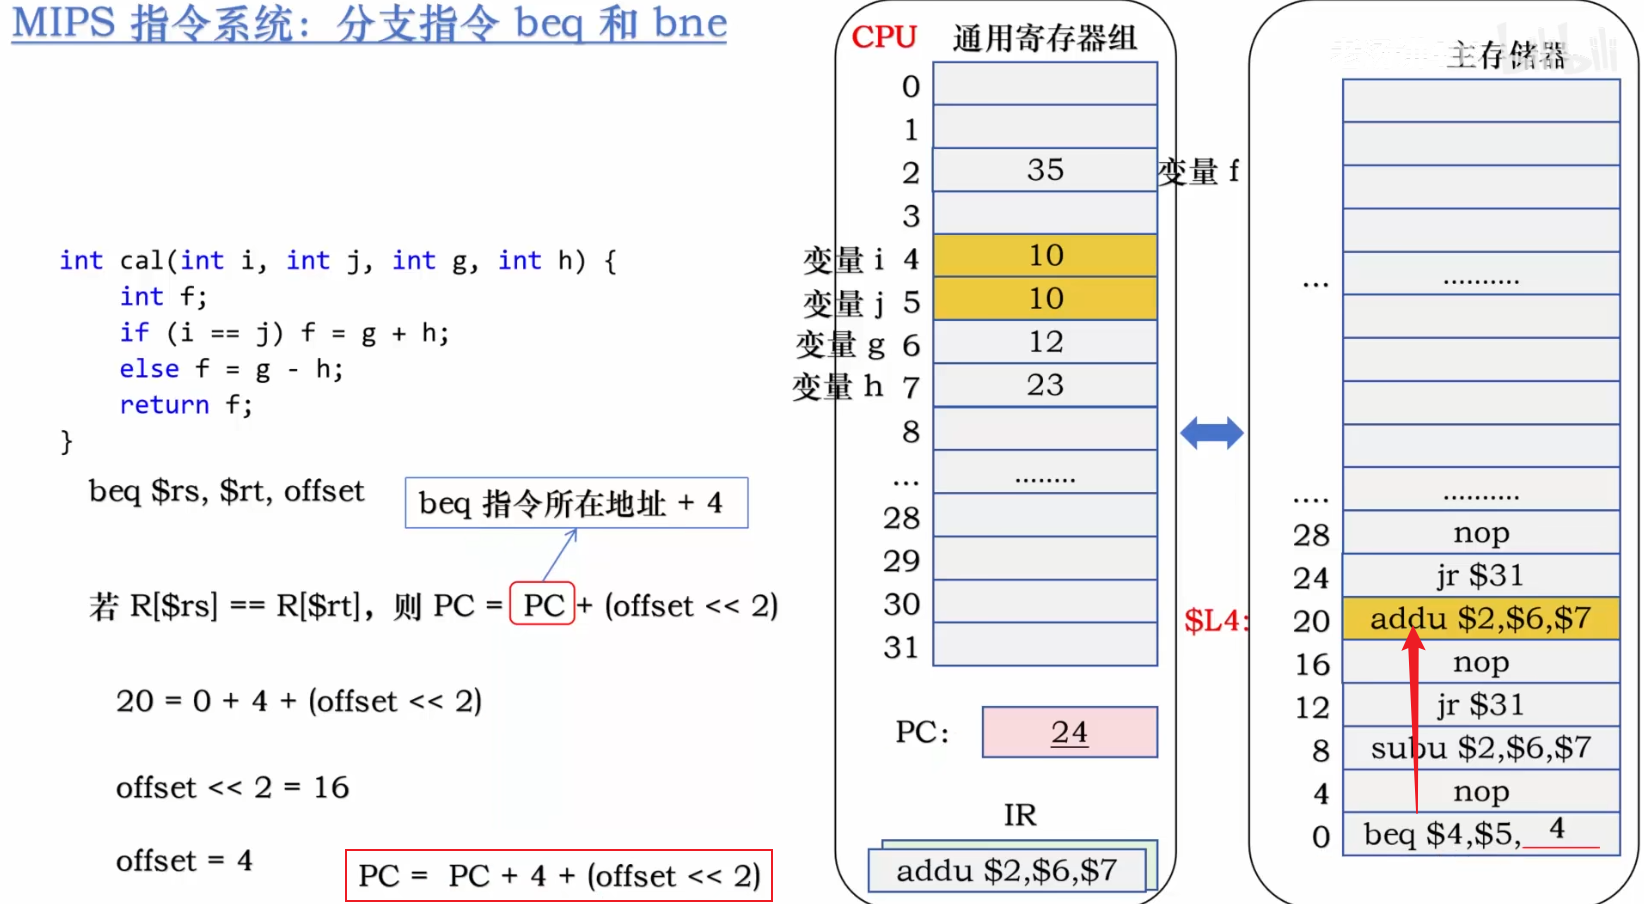 MIPS 指令系统：分支指令 beq 和 bne
int cal(int i, int j, int g, int h) {
int f;
if (i == j) f = g + h;
else f = g - h;
return f;
}
beq $rs, $rt, offset
beq 指令所在地址 + 4
若 R[$rs] == R[$rt]，则 PC = PC + (offset << 2)
20 = 0 + 4 + (offset << 2)
offset << 2 = 16
offset = 4
PC = PC + 4 + (offset << 2)
CPU 通用寄存器组
0
1
2 35 变量 f
3
变量 i 4 10
变量 j 5 10
变量 g 6 12
变量 h 7 23
8
... ........
28
29
30
31
PC: 24
IR
addu $2,$6,$7
主存储器
... ..........
.... ..........
28 nop
24 jr $31
$L4: 20 addu $2,$6,$7
16 nop
12 jr $31
8 subu $2,$6,$7
4 nop
0 beq $4,$5, 4
bilibili